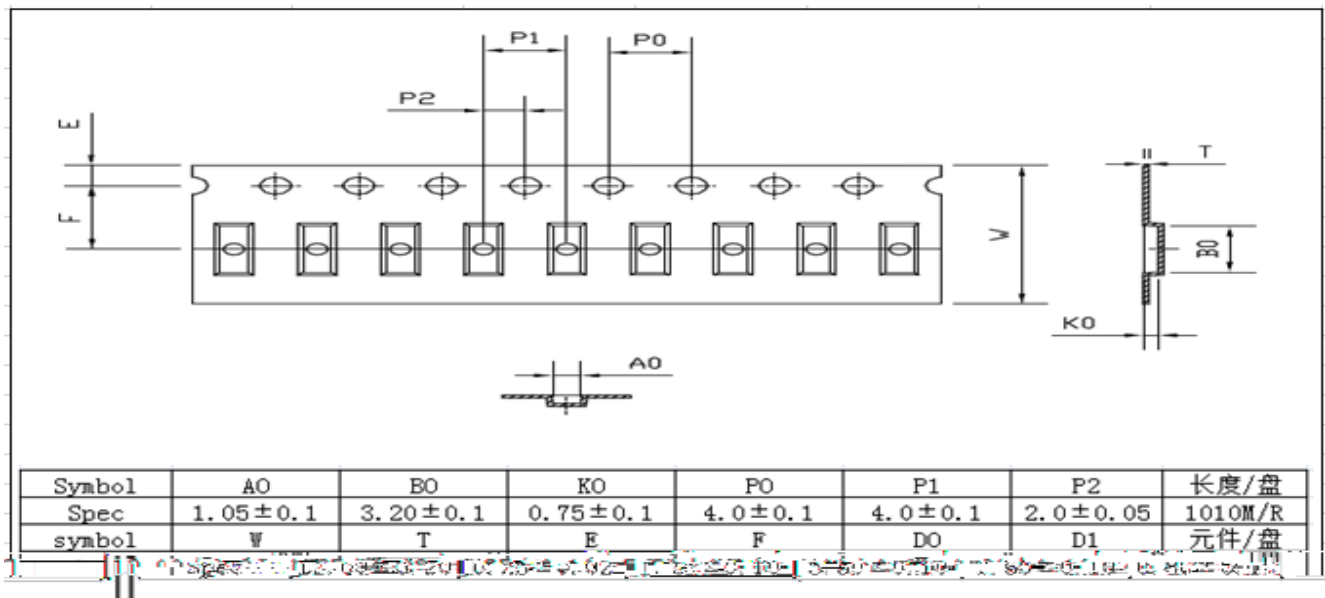 P1
P0
P2
E
F
T
W
B0
K0
A0
Symbol A0 B0 K0 P0 P1 P2 长度/盘
Spec 1.05±0.1 3.20±0.1 0.75±0.1 4.0±0.1 4.0±0.1 2.0±0.05 1010M/R
symbol W T E F D0 D1 元件/盘